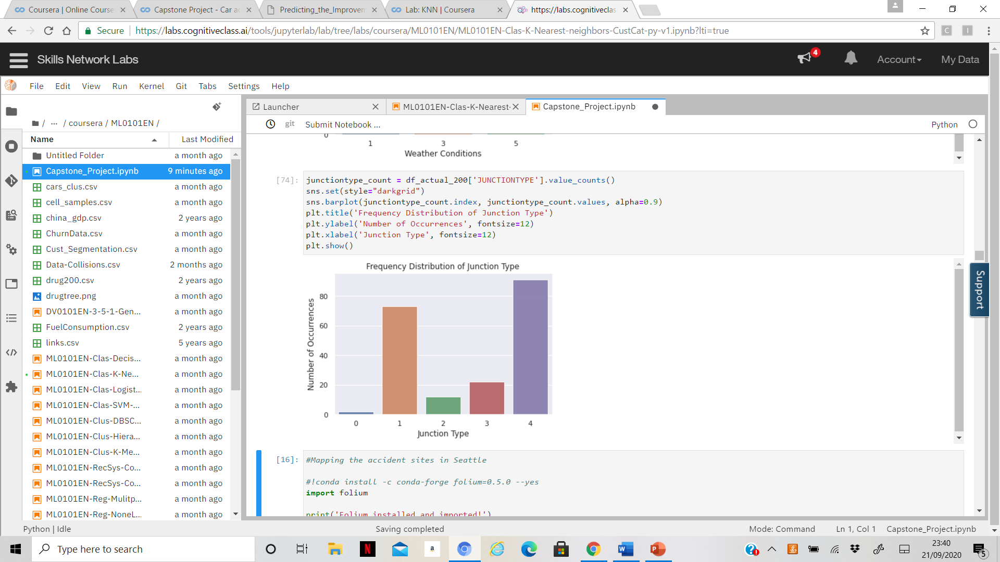 Coursera | Online Course
Capstone Project - Car ac
Predicting_the_Improvem
Lab: KNN | Coursera
https://labs.cognitiveclas
Secure
https://labs.cognitiveclass.ai/tools/jupyterlab/lab/tree/labs/coursera/ML0101EN/ML0101EN-Clas-K-Nearest-neighbors-CustCat-py-v1.ipynb?lti=true
C
I
Skills Network Labs
4
Account
My Data
File Edit View Run Kernel Git Tabs Settings Help
/ ··· / coursera / ML0101EN /
Name Last Modified
Untitled Folder a month ago
Capstone_Project.ipynb 9 minutes ago
cars_clus.csv a month ago
cell_samples.csv a month ago
china_gdp.csv 2 years ago
ChurnData.csv a month ago
Cust_Segmentation.csv a month ago
Data-Collisions.csv 2 months ago
drug200.csv 2 years ago
drugtree.png a month ago
DV0101EN-3-5-1-Gen... a month ago
FuelConsumption.csv 2 years ago
links.csv 5 years ago
ML0101EN-Clas-Decis... a month ago
ML0101EN-Clas-K-Ne... a month ago
ML0101EN-Clas-Logist... a month ago
ML0101EN-Clas-SVM-... a month ago
ML0101EN-Clus-DBSC... a month ago
ML0101EN-Clus-Hiera... a month ago
ML0101EN-Clus-K-Me... a month ago
ML0101EN-RecSys-Co... a month ago
ML0101EN-RecSys-Co... a month ago
ML0101EN-Reg-Mulitp... a month ago
ML0101EN-Reg-NoneL... a month ago
Launcher
ML0101EN-Clas-K-Nearest-
Capstone_Project.ipynb
git
Submit Notebook ...
Python
0
1 3 5
Weather Conditions
[74]:
junctiontype_count = df_actual_200['JUNCTIONTYPE'].value_counts()
sns.set(style="darkgrid")
sns.barplot(junctiontype_count.index, junctiontype_count.values, alpha=0.9)
plt.title('Frequency Distribution of Junction Type')
plt.ylabel('Number of Occurrences', fontsize=12)
plt.xlabel('Junction Type', fontsize=12)
plt.show()
Frequency Distribution of Junction Type
Number of Occurrences
80
60
40
20
0
0 1 2 3 4
Junction Type
Support
[16]:
#Mapping the accident sites in Seattle
#!conda install -c conda-forge folium=0.5.0 --yes
import folium
print('Folium installed and imported!')
Python | Idle
Saving completed
Mode: Command
Ln 1, Col 1
Capstone_Project.ipynb
Type here to search
23:40
21/09/2020
5